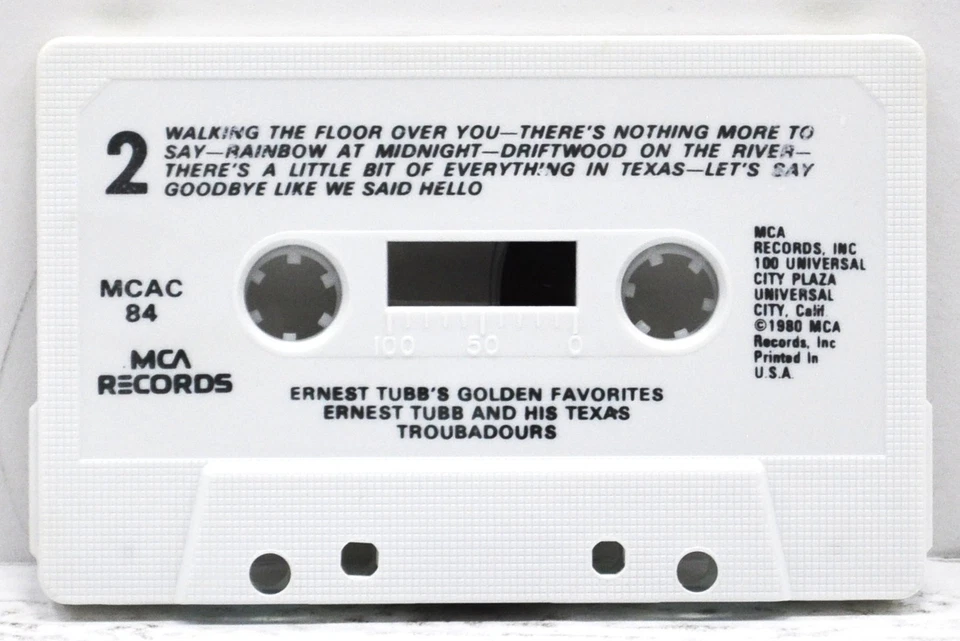 2
WALKING THE FLOOR OVER YOU—THERE'S NOTHING MORE TO
SAY—RAINBOW AT MIDNIGHT—DRIFTWOOD ON THE RIVER—
THERE'S A LITTLE BIT OF EVERYTHING IN TEXAS—LET'S SAY
GOODBYE LIKE WE SAID HELLO
MCAC
84
MCA
RECORDS
100 50 0
MCA
RECORDS, INC
100 UNIVERSAL
CITY PLAZA
UNIVERSAL
CITY, Calif.
©1980 MCA
Records, Inc
Printed In
U.S.A.
ERNEST TUBB'S GOLDEN FAVORITES
ERNEST TUBB AND HIS TEXAS
TROUBADOURS